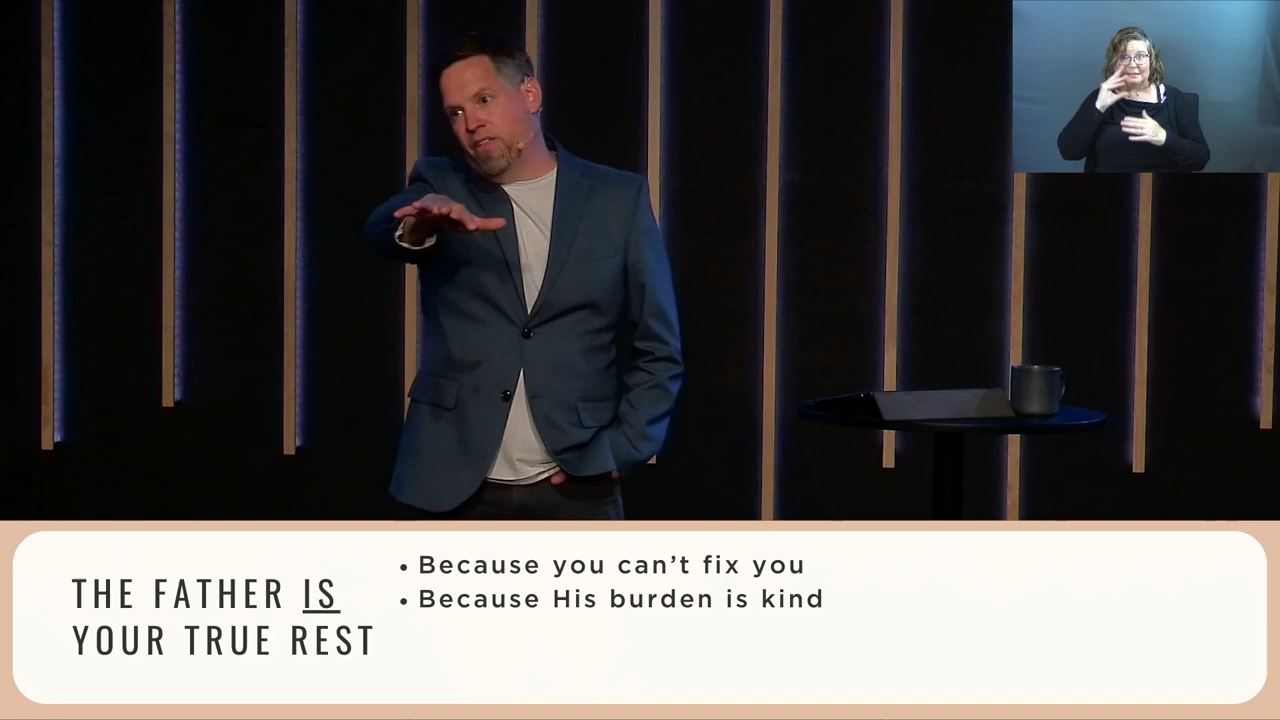 THE FATHER IS
YOUR TRUE REST
• Because you can’t fix you
• Because His burden is kind